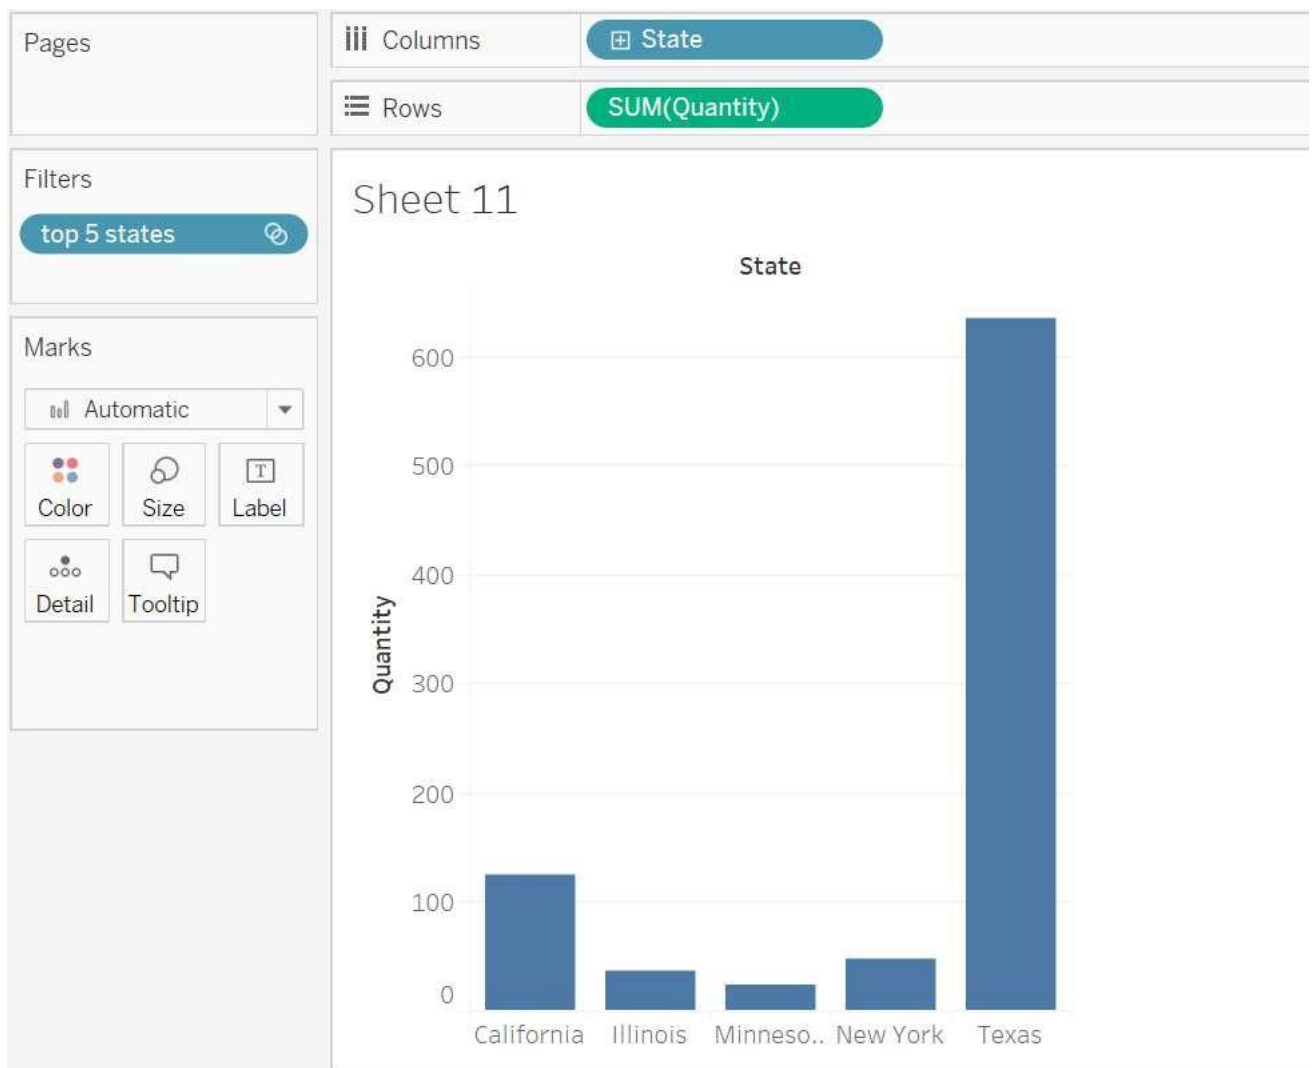 Pages
Columns
State
Rows
SUM(Quantity)
Filters
top 5 states
Marks
Automatic
Color
Size
T
Label
Detail
Tooltip
Sheet 11
State
Quantity
600
500
400
300
200
100
0
California Illinois Minneso.. New York Texas